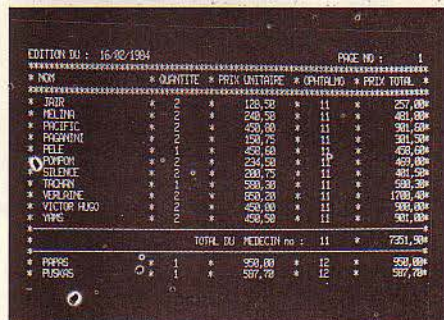 EDITION DU : 16/02/1984 PAGE NO : 1
* NOM * QUANTITE * PRIX UNITAIRE * OPHTALMO * PRIX TOTAL *
* JAIR * 2 * 128,50 * 11 * 257,00*
* MELINA * 2 * 240,50 * 11 * 481,00*
* PACIFIC * 2 * 450,80 * 11 * 901,60*
* PAGANINI * 2 * 150,75 * 11 * 301,50*
* PELE * 1 * 450,60 * 11 * 450,60*
* POMPOM * 2 * 234,50 * 11 * 469,00*
* SILENCE * 2 * 200,75 * 11 * 401,50*
* TACHAN * 1 * 580,30 * 11 * 580,30*
* VERLAINE * 2 * 850,20 * 11 * 1700,40*
* VICTOR HUGO * 2 * 450,00 * 11 * 900,00*
* YAMS * 2 * 450,50 * 11 * 901,00*
* TOTAL DU MEDECIN no : 11 * 7351,90*
* PAPAS * 1 * 950,00 * 12 * 950,00*
* PUSKAS * 1 * 587,70 * 12 * 587,70*